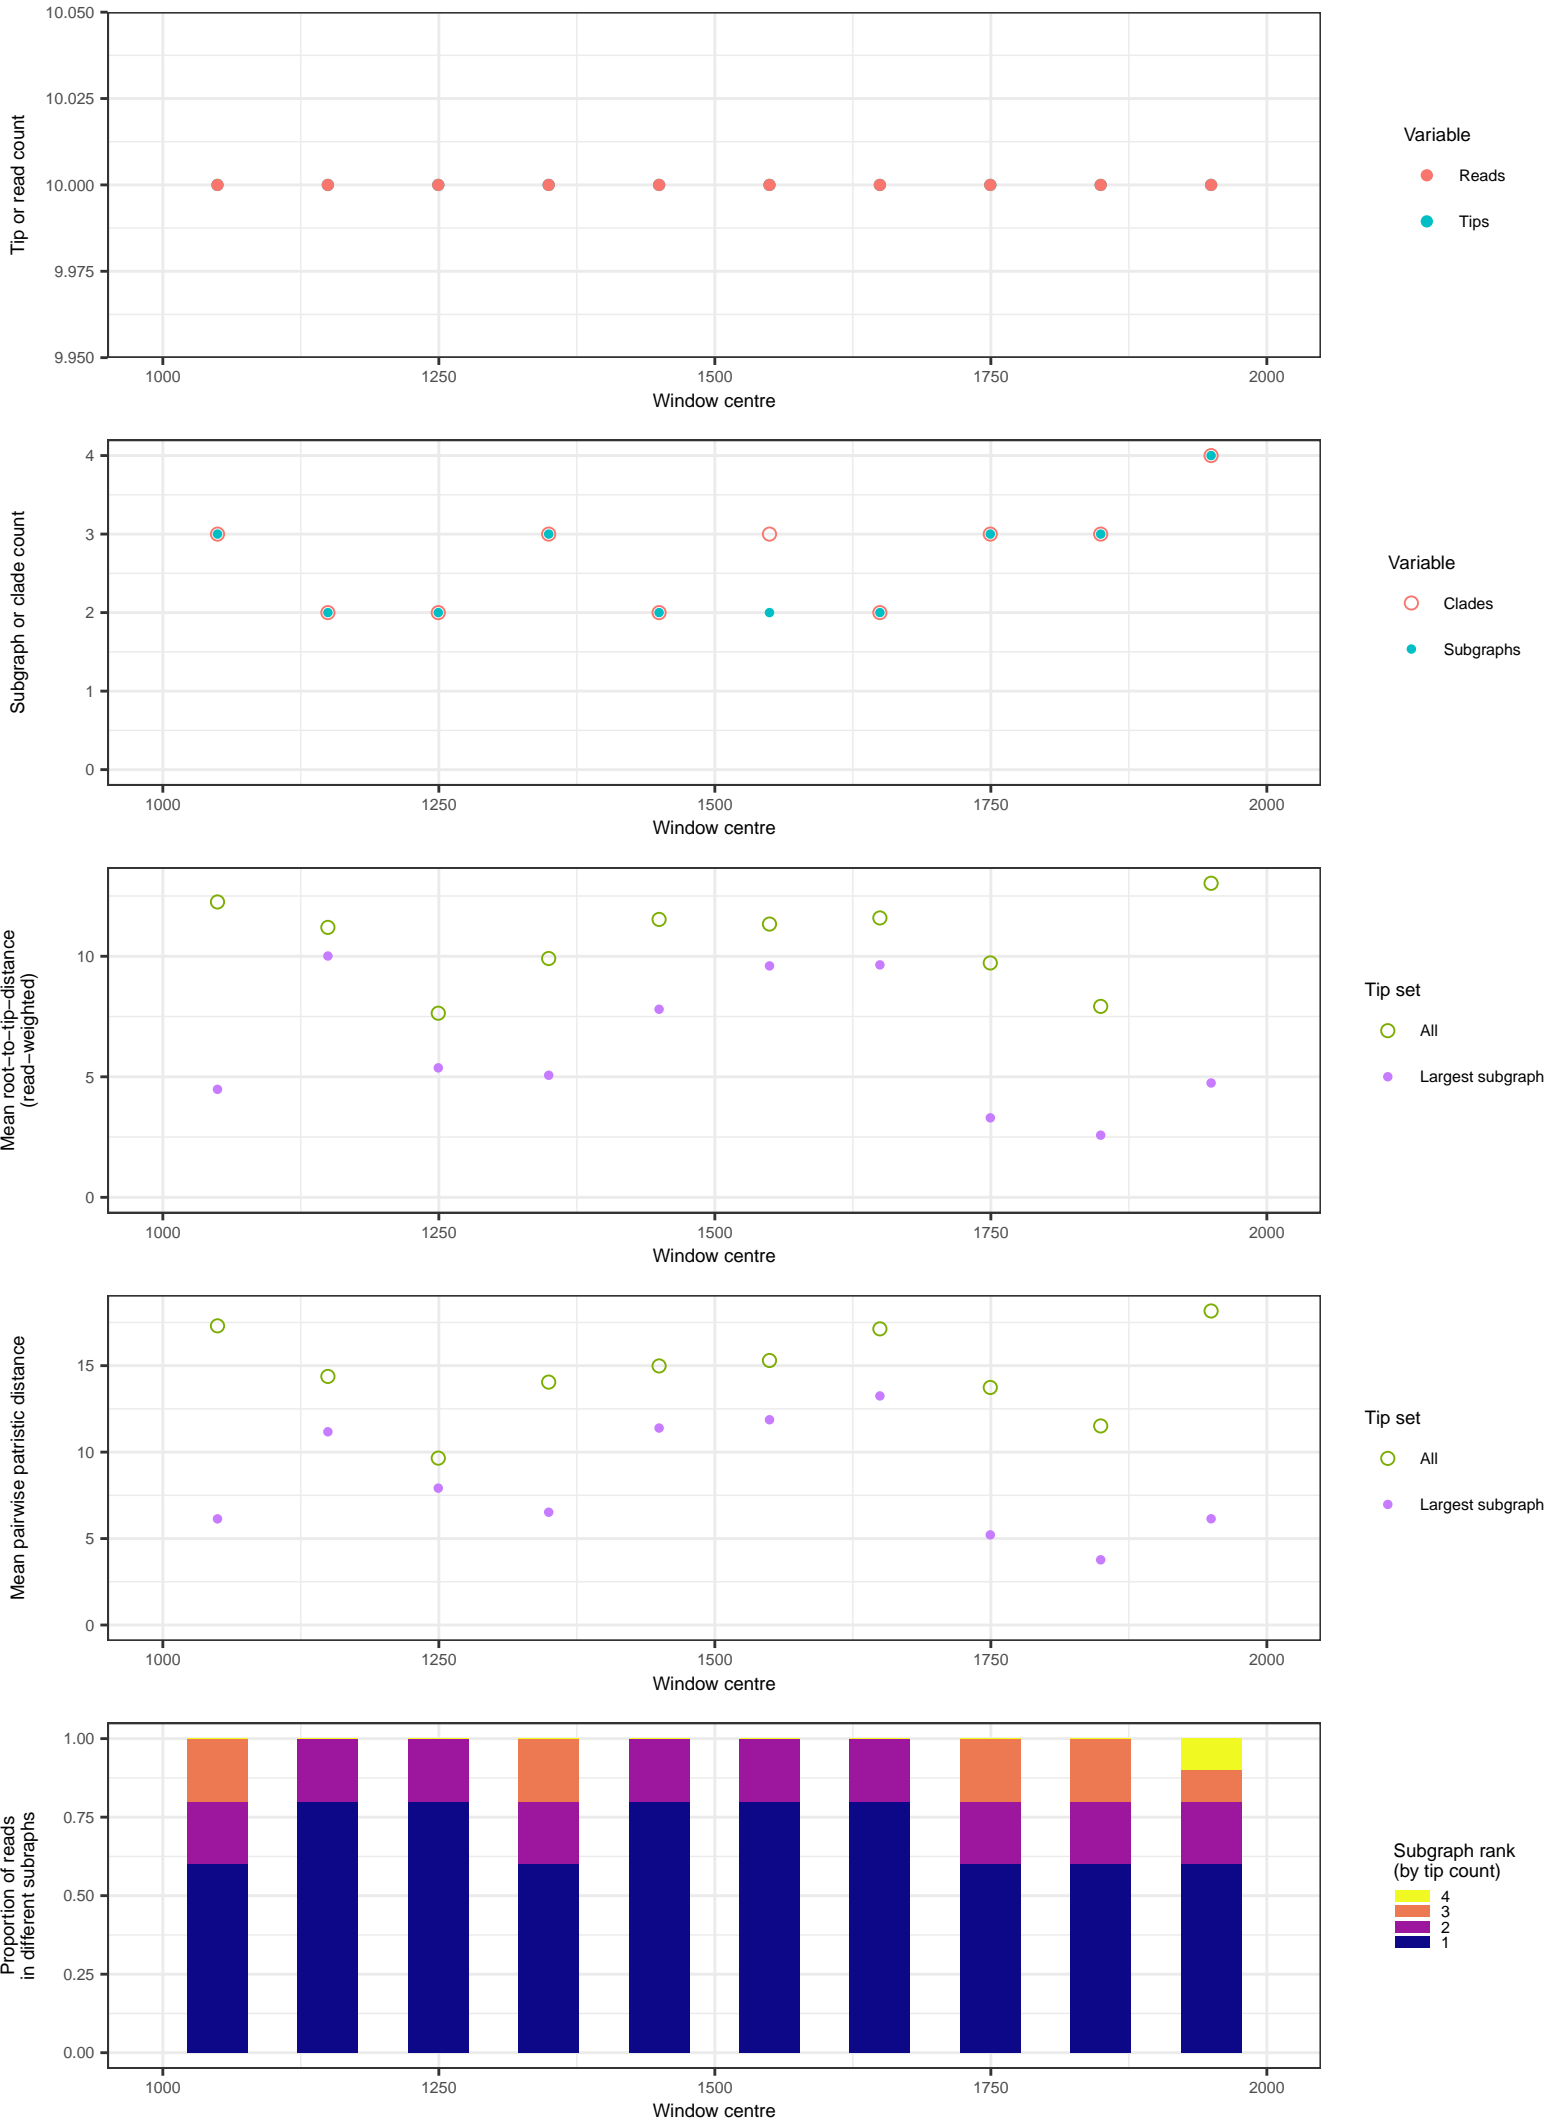 10.050
10.025
10.000
9.975
9.950
Tip or read count
1000 1250 1500 1750 2000
Window centre
Variable
Reads
Tips
4
3
2
1
0
Subgraph or clade count
1000 1250 1500 1750 2000
Window centre
Variable
Clades
Subgraphs
10
5
0
Mean root−to−tip−distance
(read−weighted)
1000 1250 1500 1750 2000
Window centre
Tip set
All
Largest subgraph
15
10
5
0
Mean pairwise patristic distance
1000 1250 1500 1750 2000
Window centre
Tip set
All
Largest subgraph
1.00
0.75
0.50
0.25
0.00
Proportion of reads
in different subraphs
1000 1250 1500 1750 2000
Window centre
Subgraph rank
(by tip count)
4
3
2
1